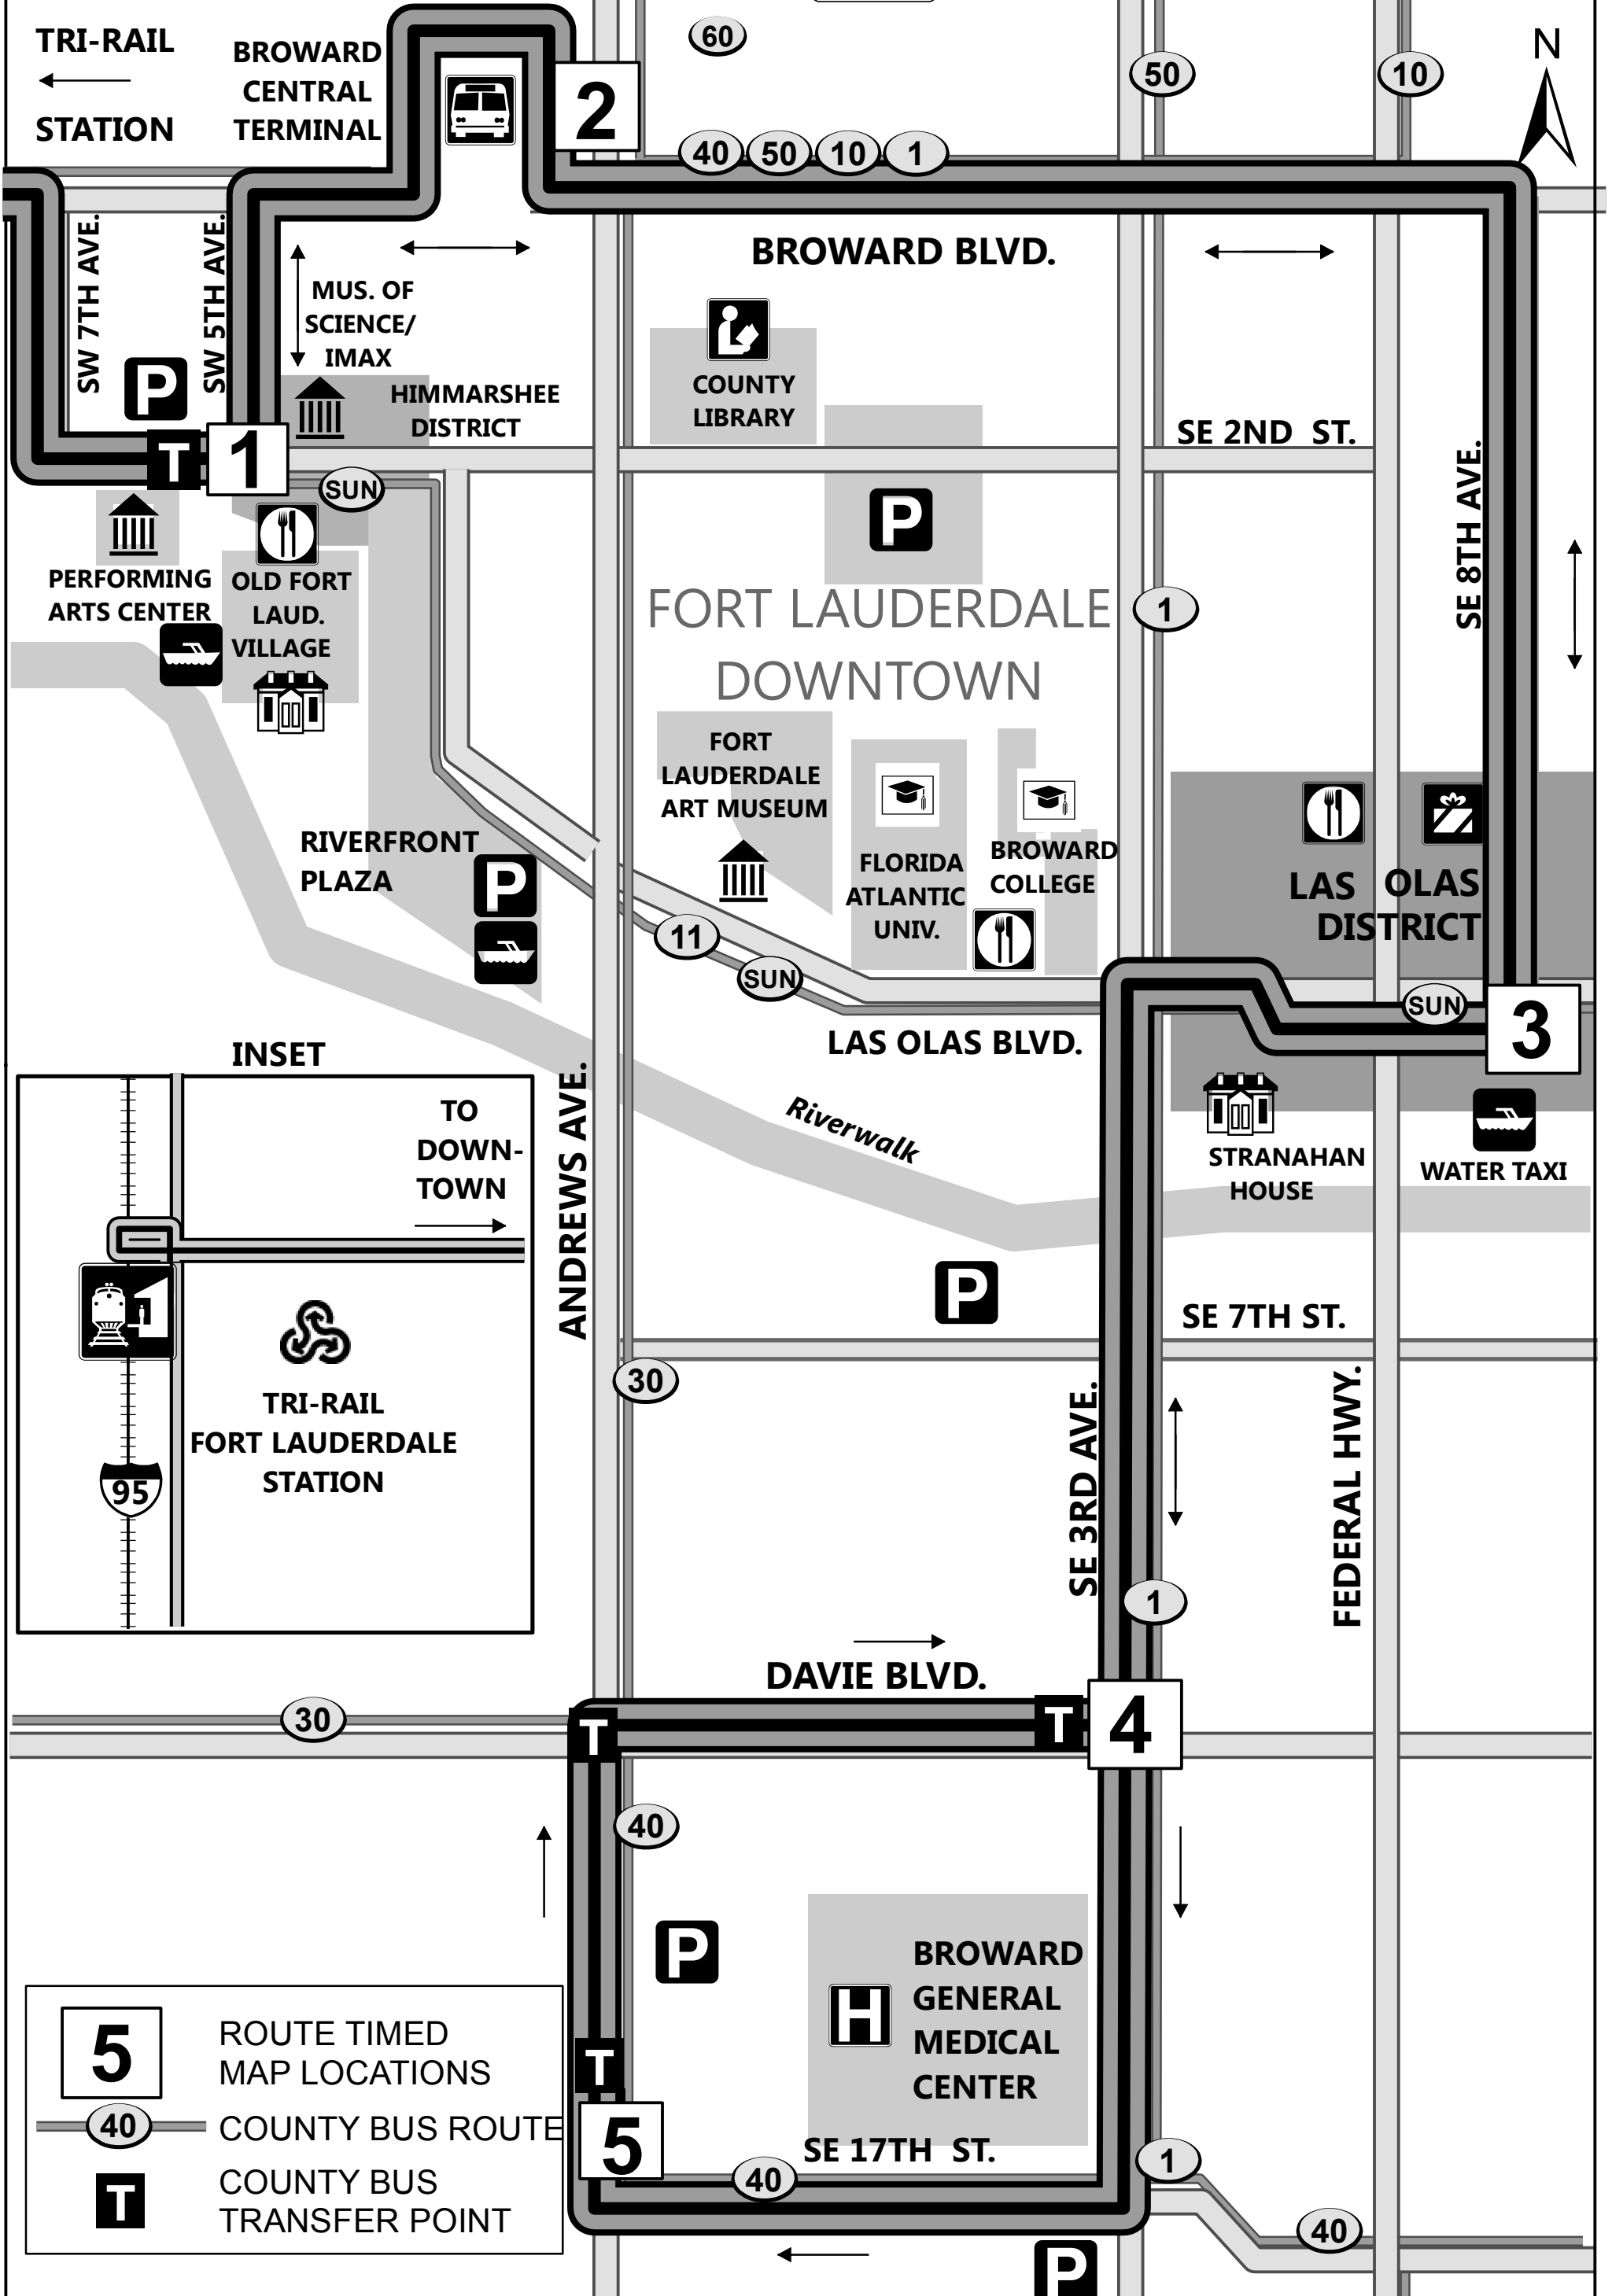 TRI-RAIL
STATION
BROWARD
CENTRAL
TERMINAL
2
60
50
10
N
40
50
10
1
BROWARD BLVD.
SW 7TH AVE.
SW 5TH AVE.
MUS. OF
SCIENCE/
IMAX
P
HIMMARSHEE
DISTRICT
COUNTY
LIBRARY
SE 2ND ST.
SE 8TH AVE.
T
1
SUN
P
PERFORMING
ARTS CENTER
OLD FORT
LAUD.
VILLAGE
FORT LAUDERDALE
DOWNTOWN
1
FORT
LAUDERDALE
ART MUSEUM
FLORIDA
ATLANTIC
UNIV.
BROWARD
COLLEGE
LAS OLAS
DISTRICT
RIVERFRONT
PLAZA
P
11
SUN
SUN
3
LAS OLAS BLVD.
Riverwalk
STRANAHAN
HOUSE
WATER TAXI
INSET
TO
DOWN-
TOWN
ANDREWS AVE.
P
SE 7TH ST.
30
TRI-RAIL
FORT LAUDERDALE
STATION
95
SE 3RD AVE.
FEDERAL HWY.
1
DAVIE BLVD.
30
T
T
4
40
P
H
BROWARD
GENERAL
MEDICAL
CENTER
T
5
SE 17TH ST.
40
1
40
P
5
ROUTE TIMED
MAP LOCATIONS
40
COUNTY BUS ROUTE
T
COUNTY BUS
TRANSFER POINT